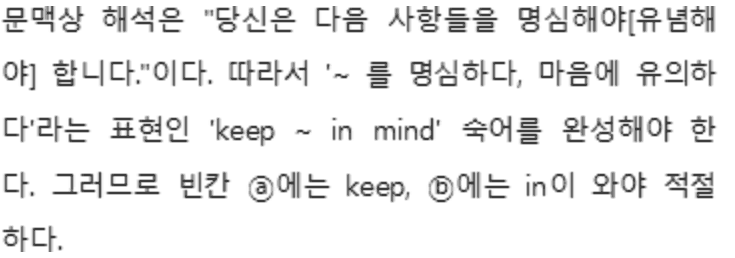 문맥상 해석은 "당신은 다음 사항들을 명심해야[유념해
야] 합니다."이다. 따라서 '~ 를 명심하다, 마음에 유의하
다'라는 표현인 'keep ~ in mind' 숙어를 완성해야 한
다. 그러므로 빈칸 ⓐ에는 keep, ⓑ에는 in이 와야 적절
하다.